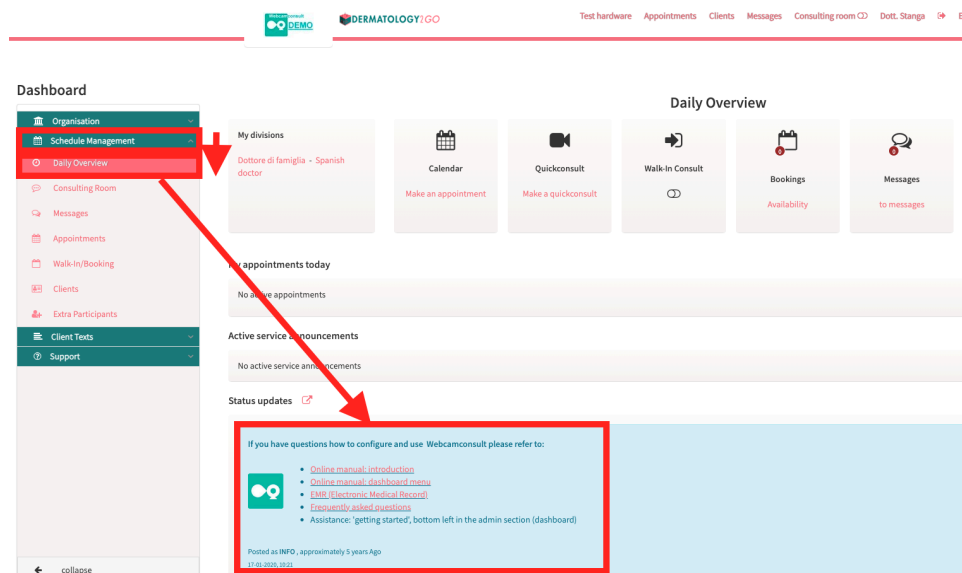 Webcamconsult
DEMO
DERMATOLOGY2GO
Test hardware Appointments Clients Messages Consulting room Dott. Stanga
Dashboard
Organisation
Schedule Management
Daily Overview
Consulting Room
Messages
Appointments
Walk-In/Booking
Clients
Extra Participants
Client Texts
Support
collapse
Daily Overview
My divisions
Dottore di famiglia - Spanish
doctor
Calendar
Make an appointment
Quickconsult
Make a quickconsult
Walk-In Consult
0
Bookings
Availability
0
Messages
to messages
appointments today
No active appointments
Active service announcements
No active service announcements
Status updates
If you have questions how to configure and use Webcamconsult please refer to:
• Online manual: introduction
• Online manual: dashboard menu
• EMR (Electronic Medical Record)
• Frequently asked questions
• Assistance: 'getting started', bottom left in the admin section (dashboard)
Posted as INFO , approximately 5 years Ago
17-01-2020, 10:21